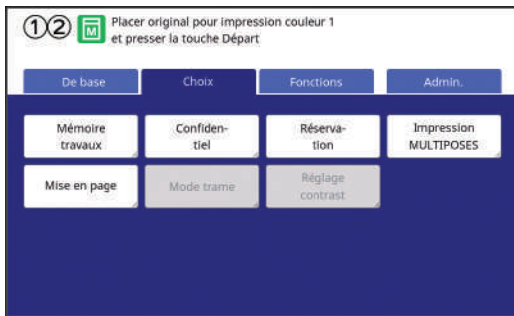 ①② M Placer original pour impression couleur 1
et presser la touche Départ
De base Choix Fonctions Admin.
Mémoire
travaux
Confiden-
tiel
Réserva-
tion
Impression
MULTIPOSES
Mise en page
Mode trame
Réglage
contrast